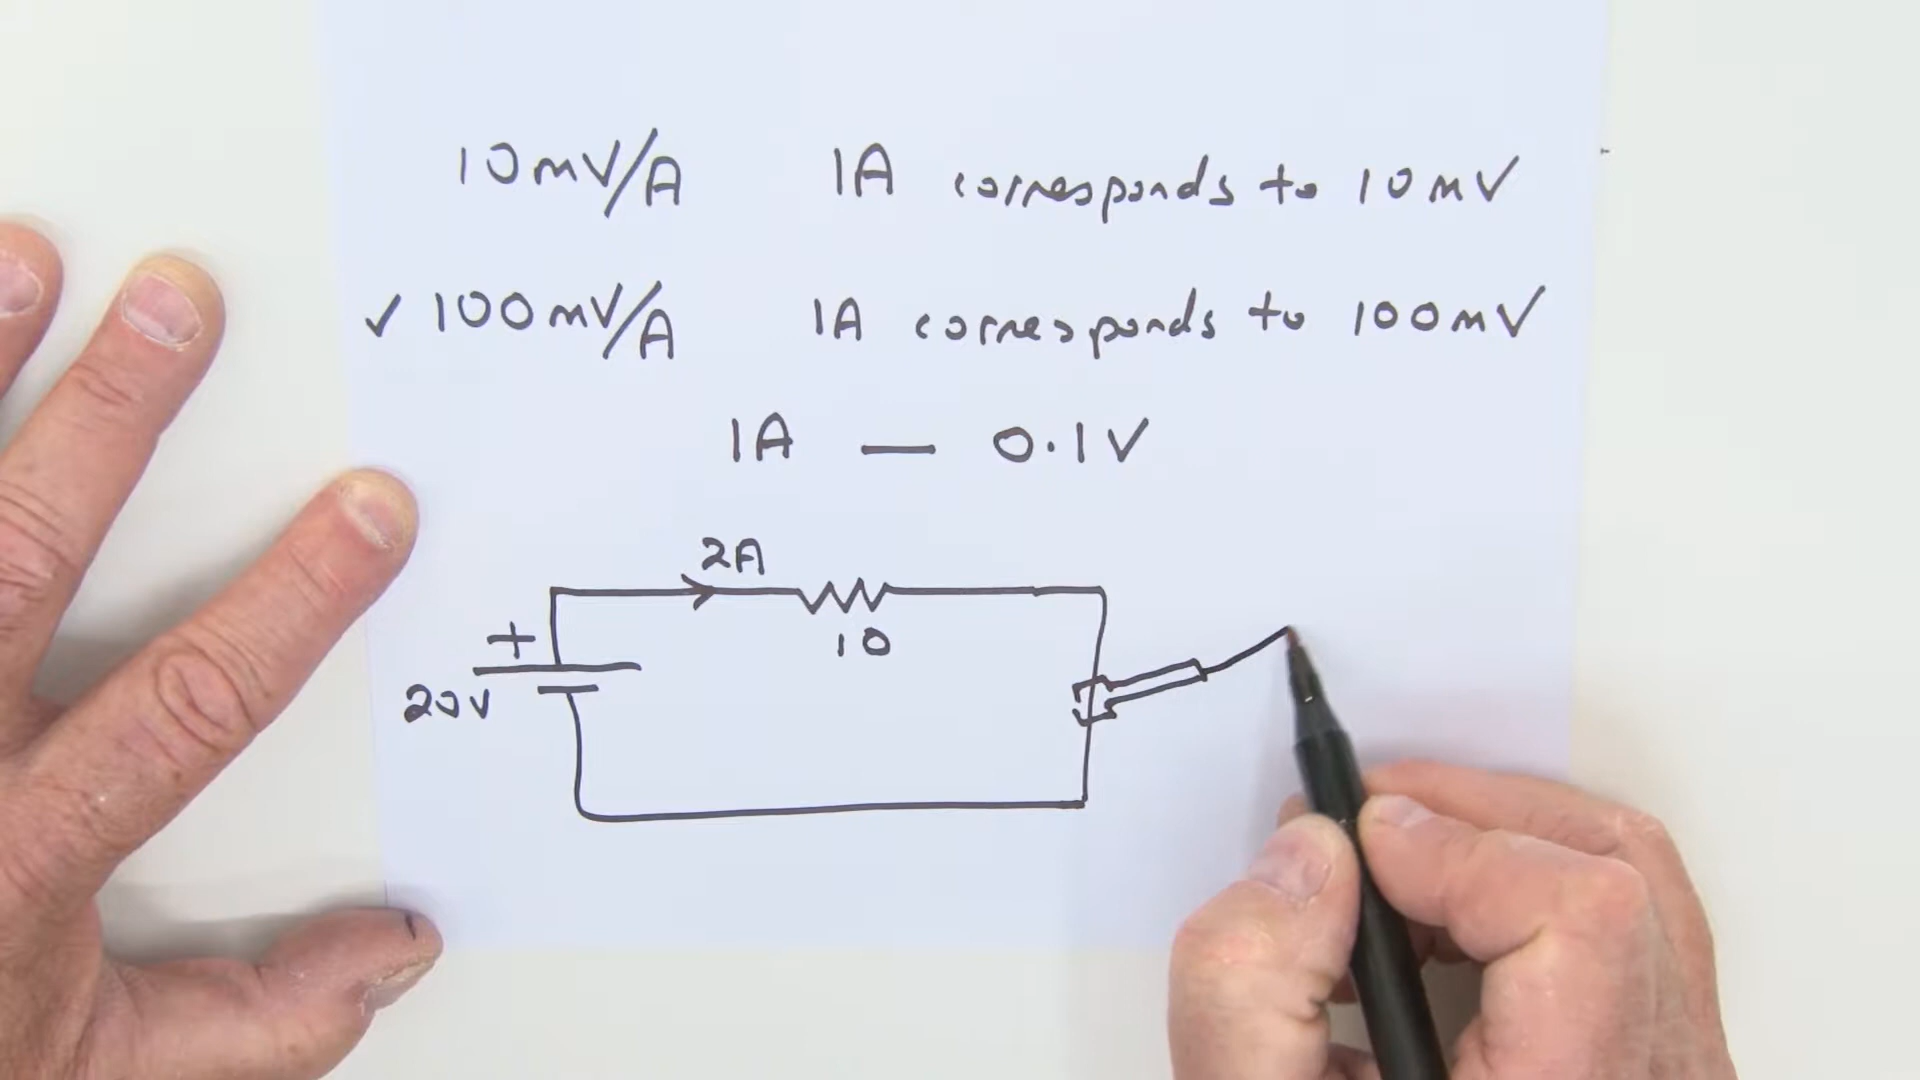 10mV/A 1A corresponds to 10mV
✓ 100mV/A 1A corresponds to 100mV
1A — 0.1V
2A
+
10
20V